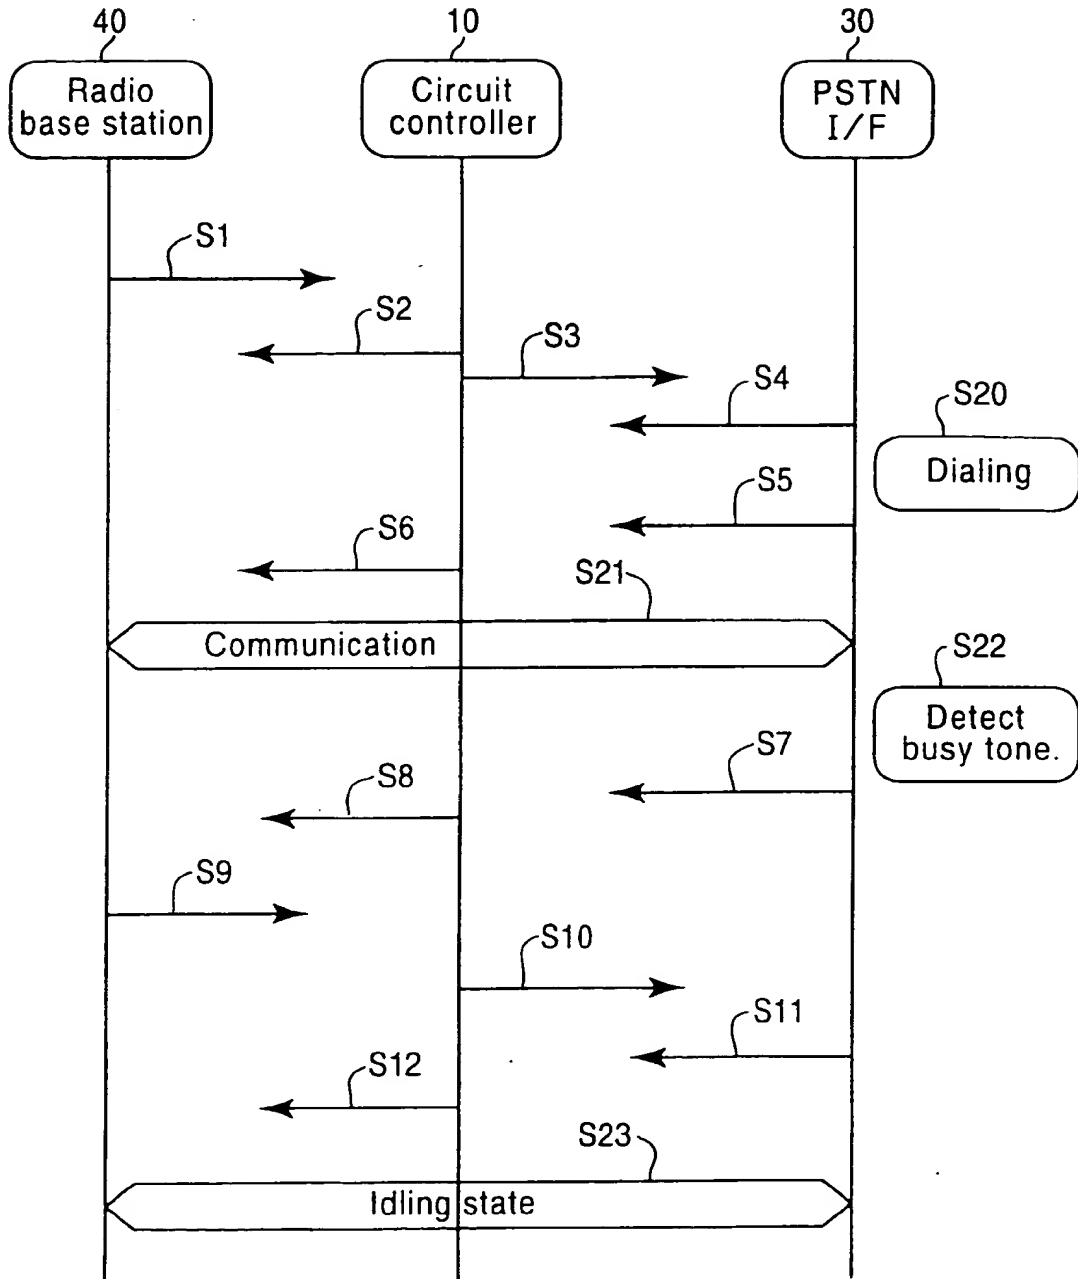 40
10
30
Radio
base station
Circuit
controller
PSTN
I/F
S1
S2
S3
S4
S20
Dialing
S5
S6
S21
Communication
S22
Detect
busy tone.
S7
S8
S9
S10
S11
S12
S23
Idling state